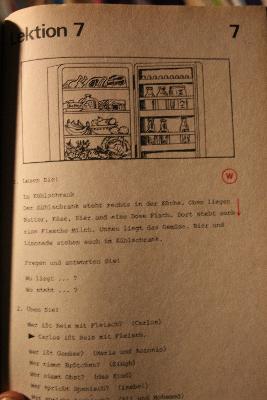 Lektion 7
7
1. Lesen Sie!
W
Im Kühlschrank
Der Kühlschrank steht rechts in der Küche. Oben liegen
Butter, Käse, Eier und eine Dose Fisch. Dort steht auch
eine Flasche Milch. Unten liegt das Gemüse. Bier und
Limonade stehen auch im Kühlschrank.
Fragen und antworten Sie!
Wo liegt ... ?
Wo steht ... ?
2. Üben Sie!
Wer ißt Reis mit Fleisch? (Carlos)
Carlos ißt Reis mit Fleisch.
Wer ißt Gemüse? (Maria und Antonio)
Wer nimmt Brötchen? (Singh)
Wer nimmt Obst? (das Kind)
Wer spricht Spanisch? (Isabel)